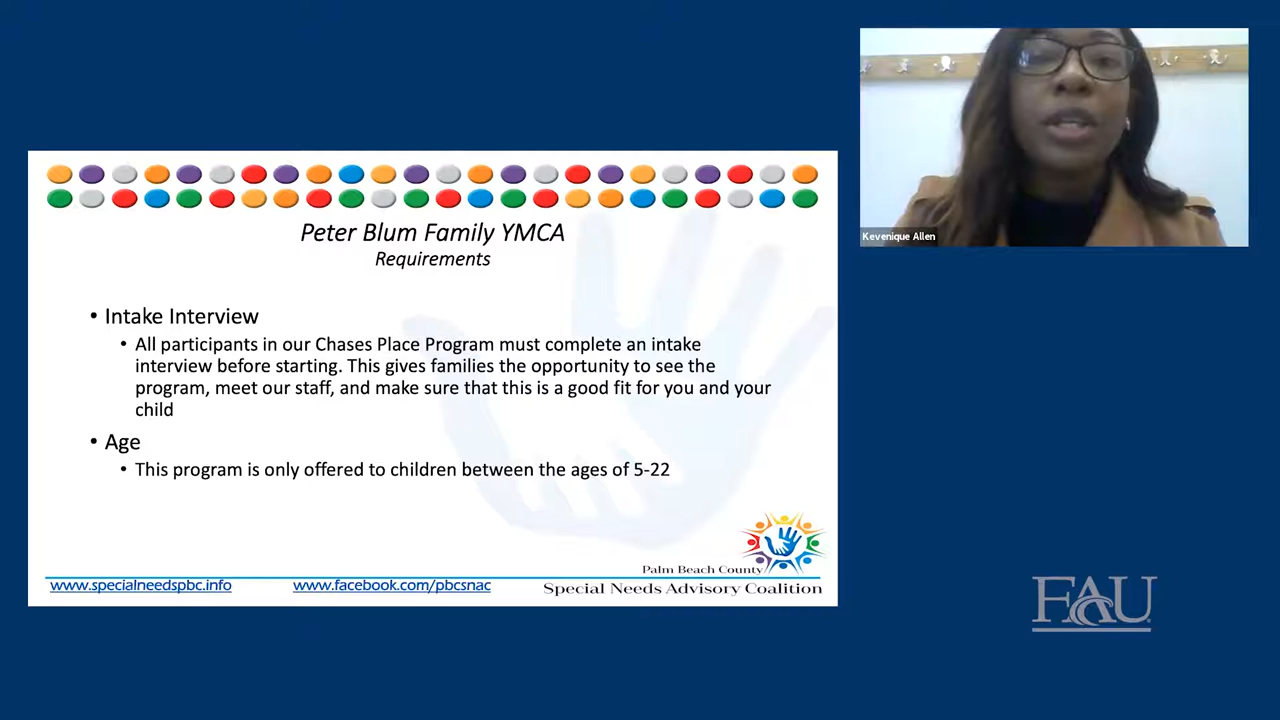 Peter Blum Family YMCA
Requirements
• Intake Interview
• All participants in our Chases Place Program must complete an intake
interview before starting. This gives families the opportunity to see the
program, meet our staff, and make sure that this is a good fit for you and your
child
• Age
• This program is only offered to children between the ages of 5-22
Palm Beach County
www.specialneedspbc.info
www.facebook.com/pbcsnac
Special Needs Advisory Coalition
Kevenique Allen
FAU